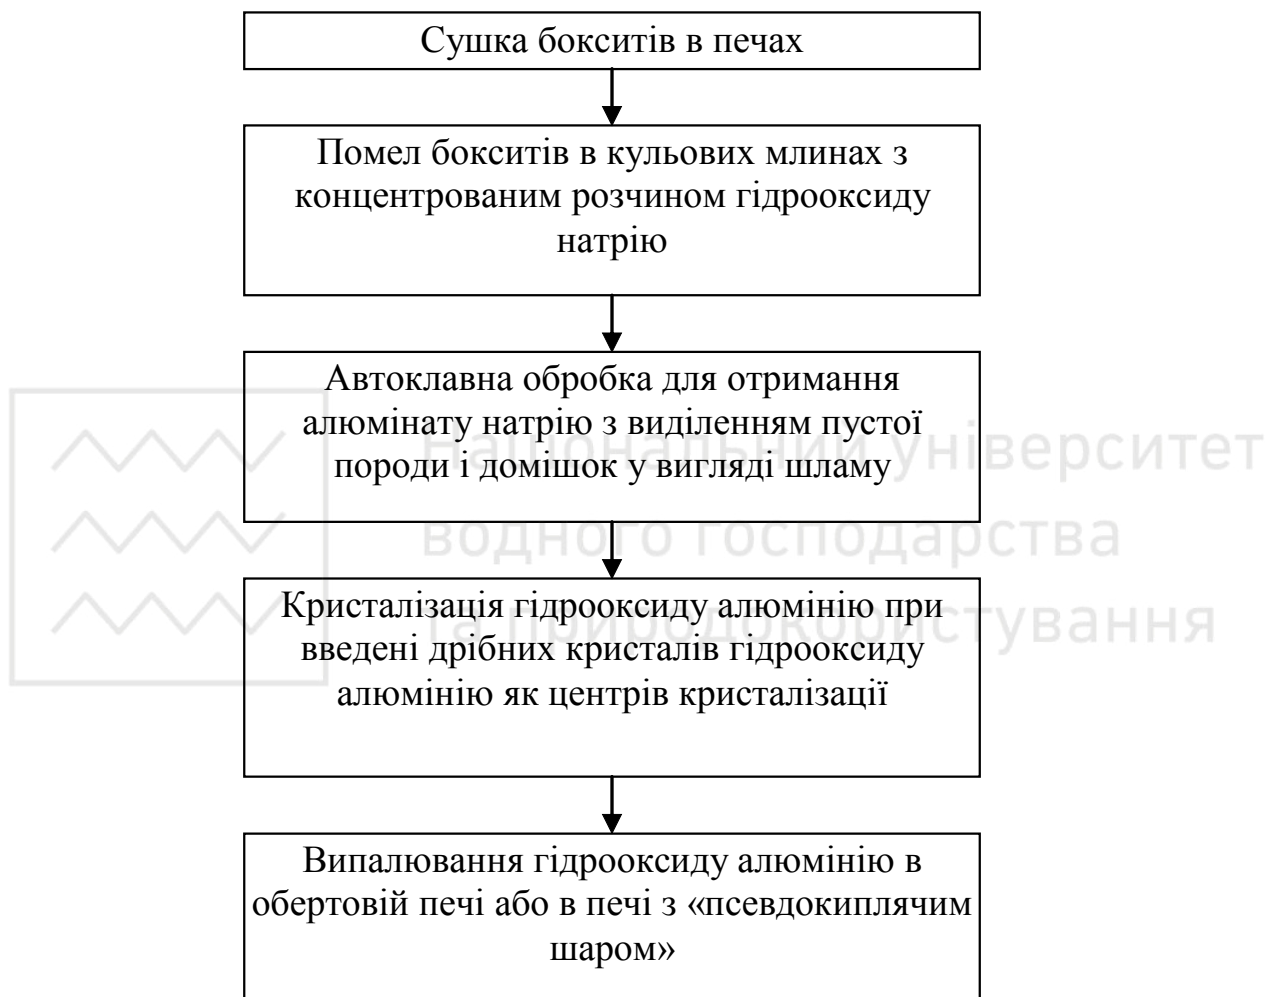 Сушка бокситів в печах
Помел бокситів в кульових млинах з
концентрованим розчином гідрооксиду
натрію
Автоклавна обробка для отримання
алюмінату натрію з виділенням пустої
породи і домішок у вигляді шламу
Кристалізація гідрооксиду алюмінію при
введені дрібних кристалів гідрооксиду
алюмінію як центрів кристалізації
Випалювання гідрооксиду алюмінію в
обертовій печі або в печі з «псевдокиплячим
шаром»
Національний університет
водного господарства
та природокористування